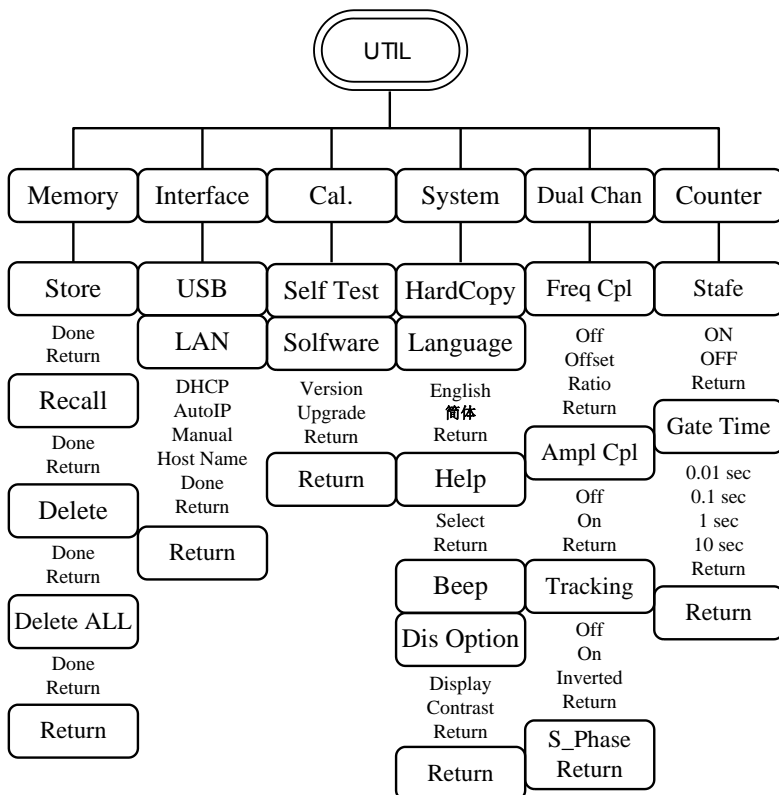 UTIL
Memory
Interface
Cal.
System
Dual Chan
Counter
Store
Done
Return
Recall
Done
Return
Delete
Done
Return
Delete ALL
Done
Return
Return
USB
LAN
DHCP
AutoIP
Manual
Host Name
Done
Return
Return
Self Test
Solfware
Version
Upgrade
Return
Return
HardCopy
Language
English
简体
Return
Help
Select
Return
Beep
Dis Option
Display
Contrast
Return
Return
Freq Cpl
Off
Offset
Ratio
Return
Ampl Cpl
Off
On
Return
Tracking
Off
On
Inverted
Return
S_Phase
Return
Stafe
ON
OFF
Return
Gate Time
0.01 sec
0.1 sec
1 sec
10 sec
Return
Return